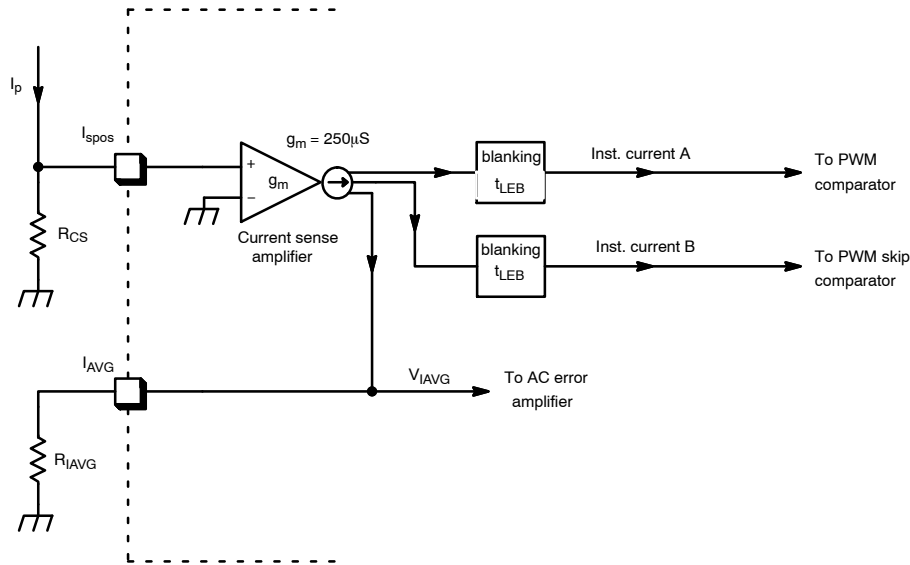 I_p
I_spos
g_m = 250μS
+
g_m
−
R_CS
Current sense
amplifier
blanking
t_LEB
Inst. current A
To PWM
comparator
blanking
t_LEB
Inst. current B
To PWM skip
comparator
I_AVG
V_IAVG
To AC error
amplifier
R_IAVG